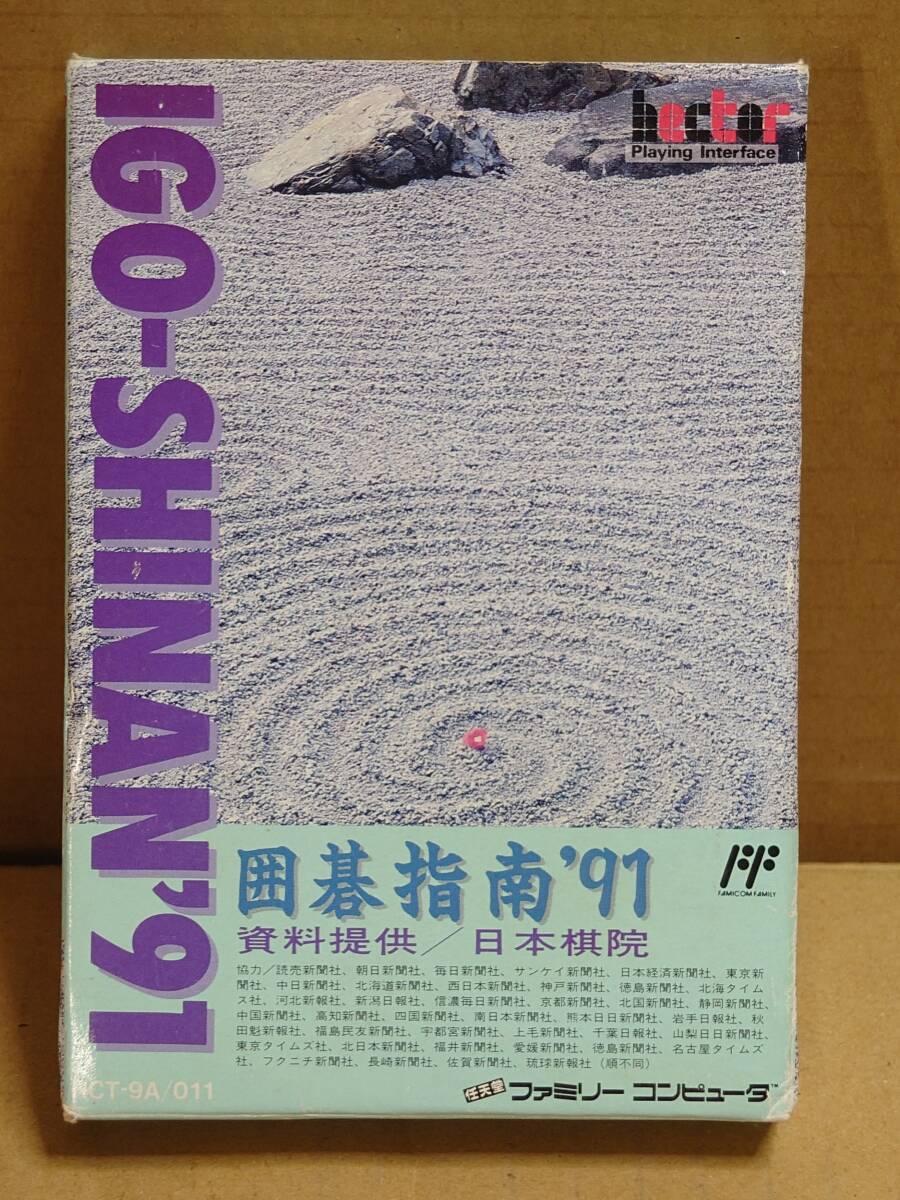 IGO-SHINAN'91
hector
Playing Interface
囲碁指南'91
FAMICOM FAMILY
資料提供/日本棋院
協力/読売新聞社、朝日新聞社、毎日新聞社、サンケイ新聞社、日本経済新聞社、東京新
聞社、中日新聞社、北海道新聞社、西日本新聞社、神戸新聞社、徳島新聞社、北海タイム
ス社、河北新報社、新潟日報社、信濃毎日新聞社、京都新聞社、北国新聞社、静岡新聞社、
中国新聞社、高知新聞社、四国新聞社、南日本新聞社、熊本日日新聞社、岩手日報社、秋
田魁新報社、福島民友新聞社、宇都宮新聞社、上毛新聞社、千葉日報社、山梨日日新聞社、
東京タイムズ社、北日本新聞社、福井新聞社、愛媛新聞社、徳島新聞社、名古屋タイムズ
社、フクニチ新聞社、長崎新聞社、佐賀新聞社、琉球新報社（順不同）
HCT-9A/011
任天堂 ファミリー コンピュータ™